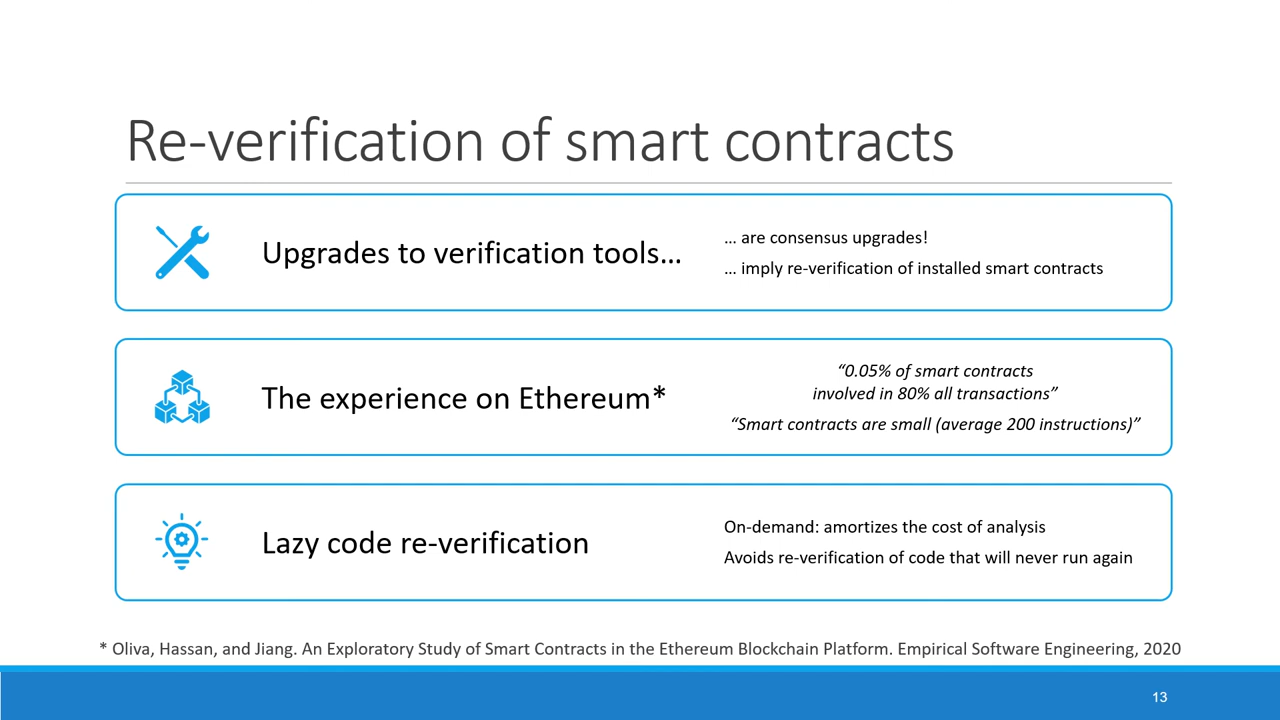 Re-verification of smart contracts
Upgrades to verification tools…
… are consensus upgrades!
… imply re-verification of installed smart contracts
The experience on Ethereum*
“0.05% of smart contracts
involved in 80% all transactions”
“Smart contracts are small (average 200 instructions)”
Lazy code re-verification
On-demand: amortizes the cost of analysis
Avoids re-verification of code that will never run again
* Oliva, Hassan, and Jiang. An Exploratory Study of Smart Contracts in the Ethereum Blockchain Platform. Empirical Software Engineering, 2020
13